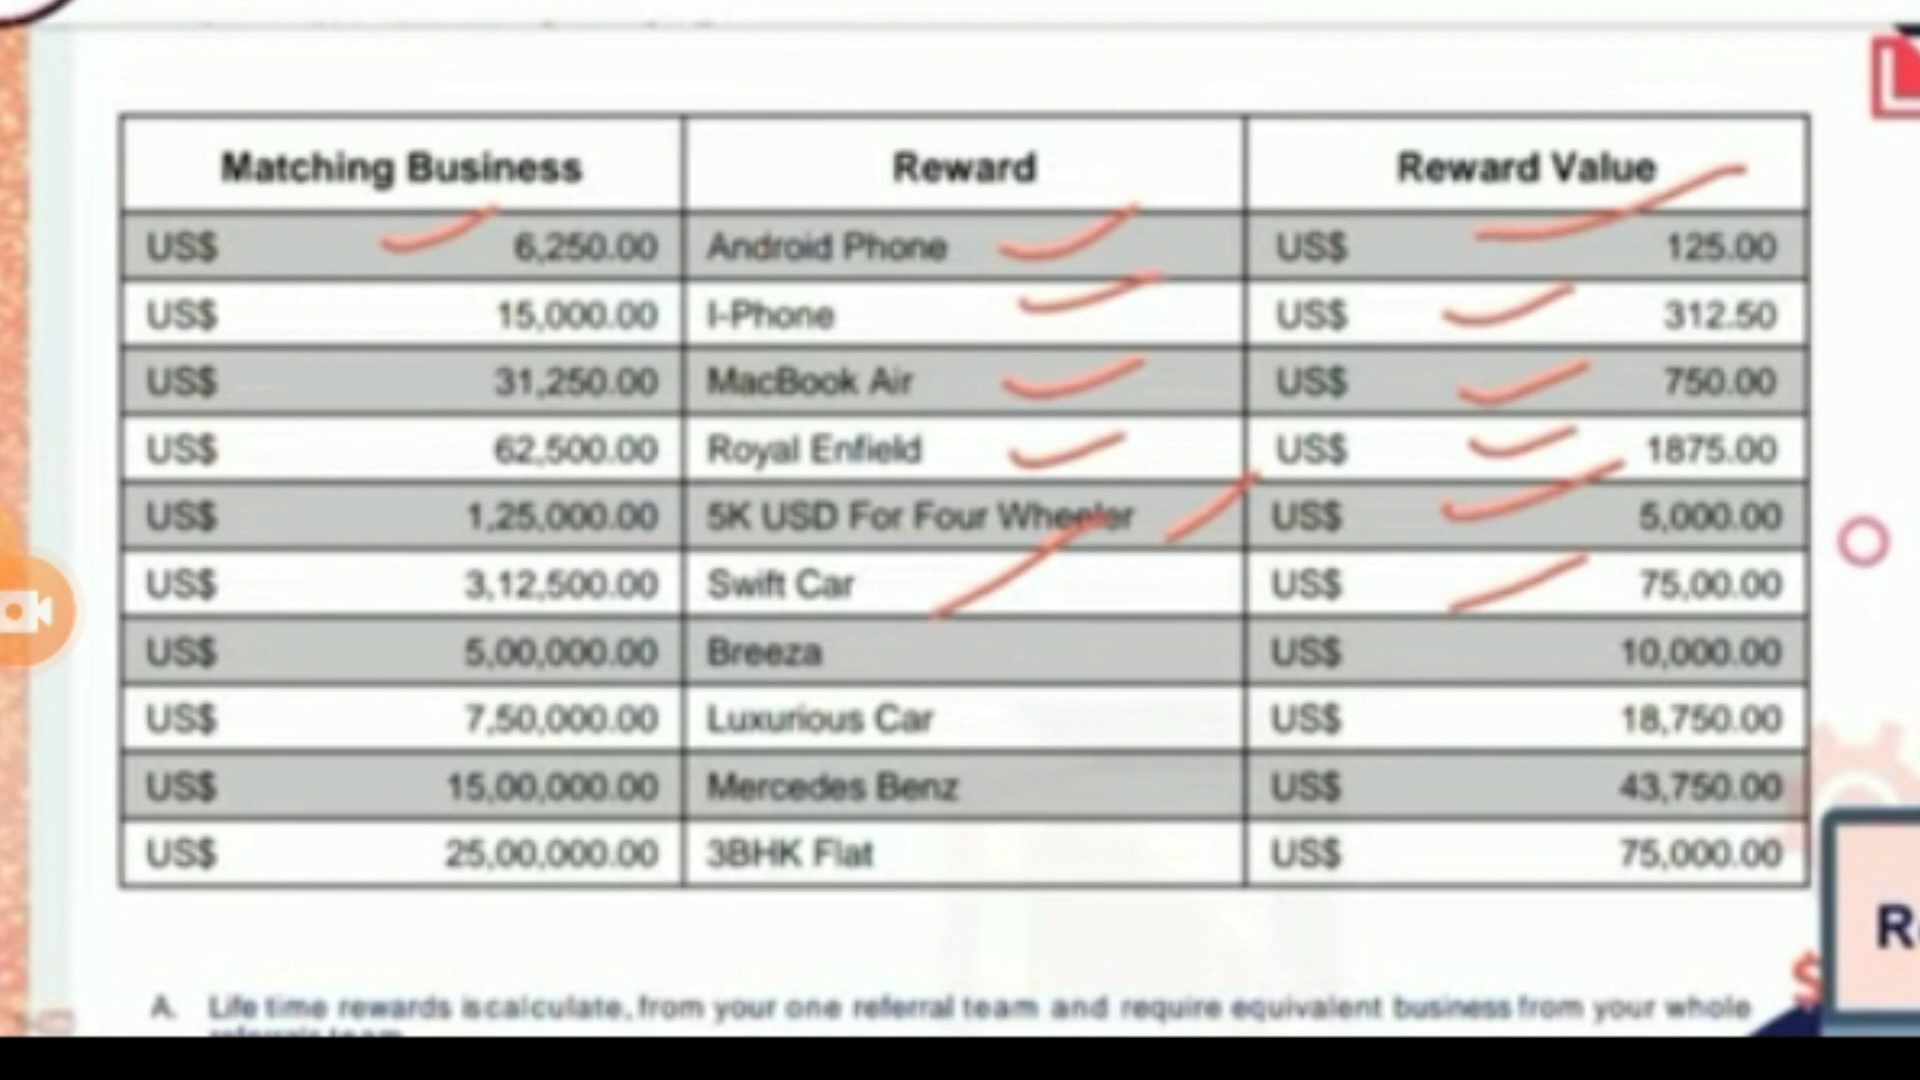 Matching Business Reward Reward Value
US$ 6,250.00 Android Phone US$ 125.00
US$ 15,000.00 I-Phone US$ 312.50
US$ 31,250.00 MacBook Air US$ 750.00
US$ 62,500.00 Royal Enfield US$ 1875.00
US$ 1,25,000.00 5K USD For Four Wheeler US$ 5,000.00
US$ 3,12,500.00 Swift Car US$ 75,00.00
US$ 5,00,000.00 Breeza US$ 10,000.00
US$ 7,50,000.00 Luxurious Car US$ 18,750.00
US$ 15,00,000.00 Mercedes Benz US$ 43,750.00
US$ 25,00,000.00 3BHK Flat US$ 75,000.00
A. Life time rewards is calculate, from your one referral team and require equivalent business from your whole